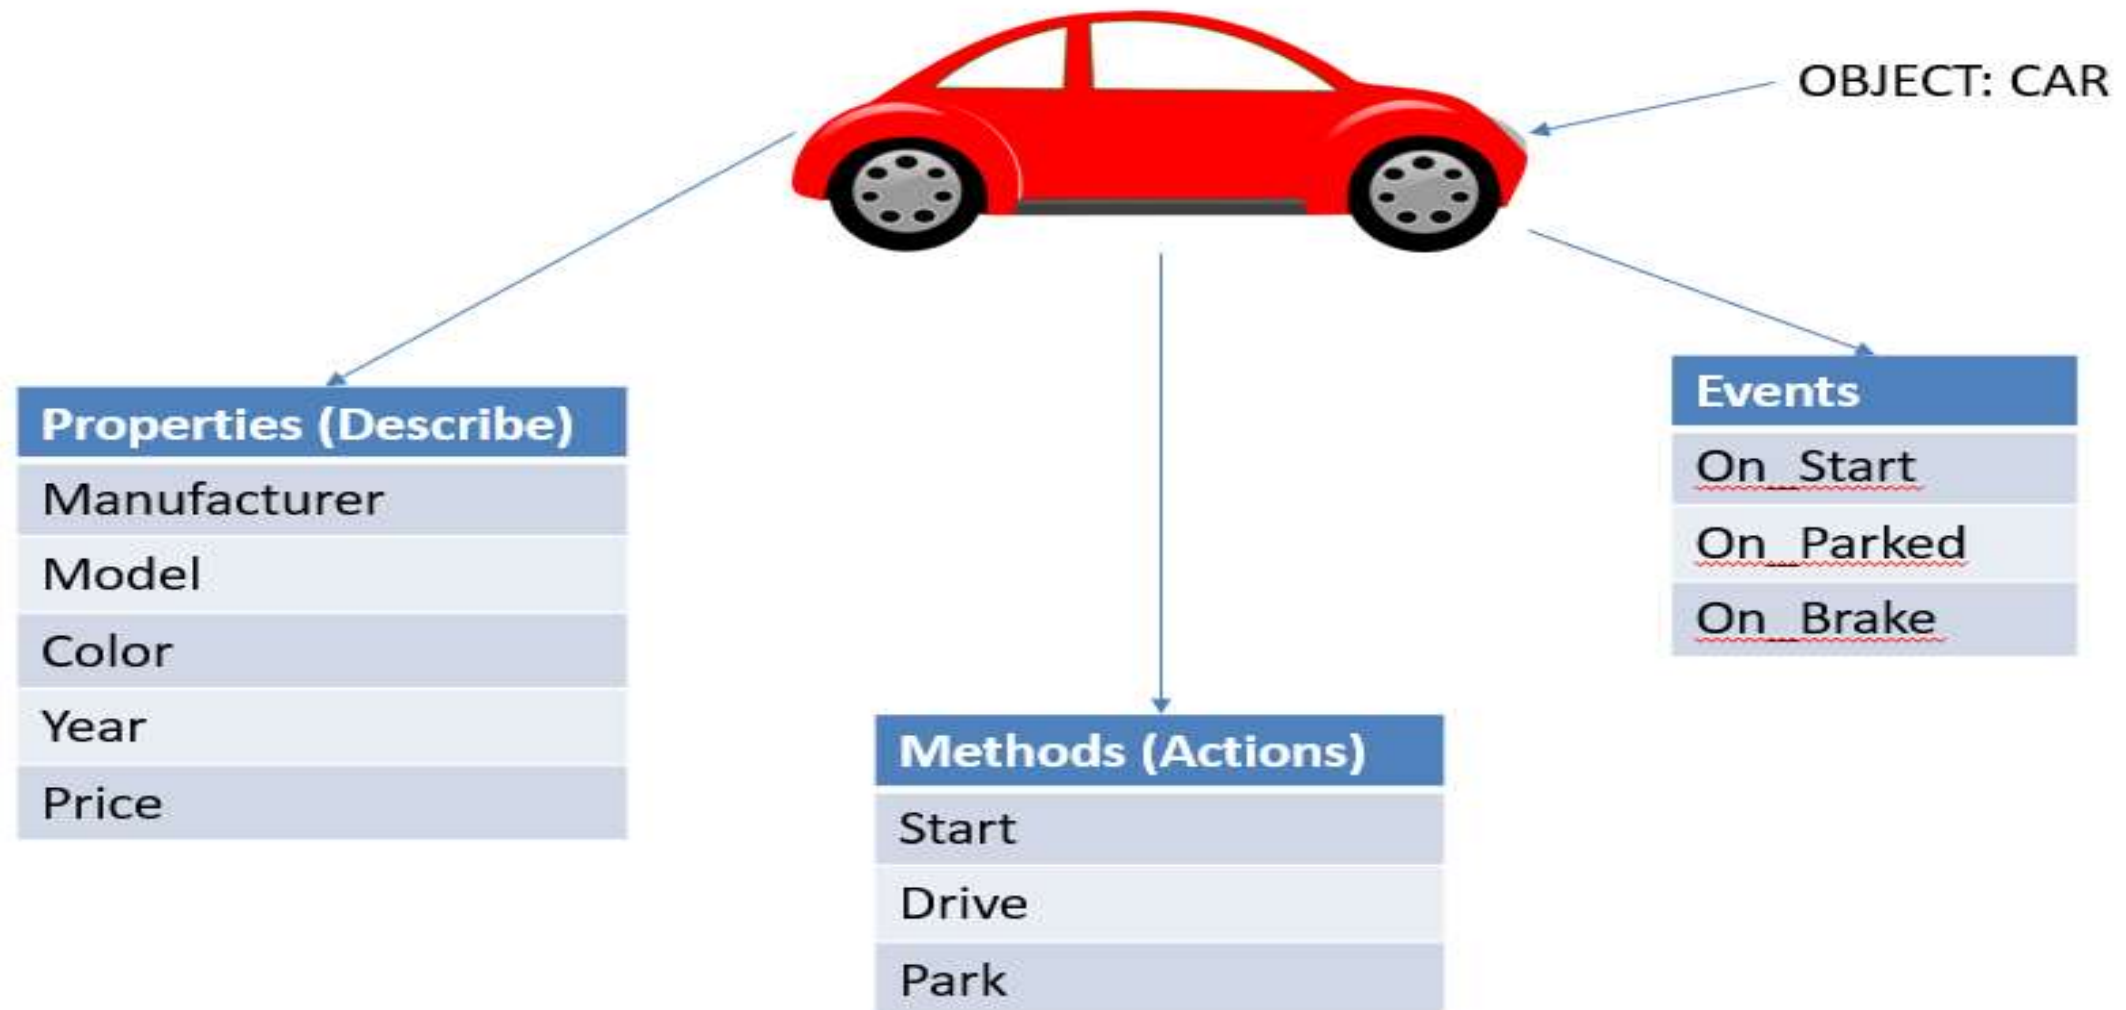 OBJECT: CAR
Properties (Describe)
Manufacturer
Model
Color
Year
Price
Methods (Actions)
Start
Drive
Park
Events
On_Start
On_Parked
On_Brake